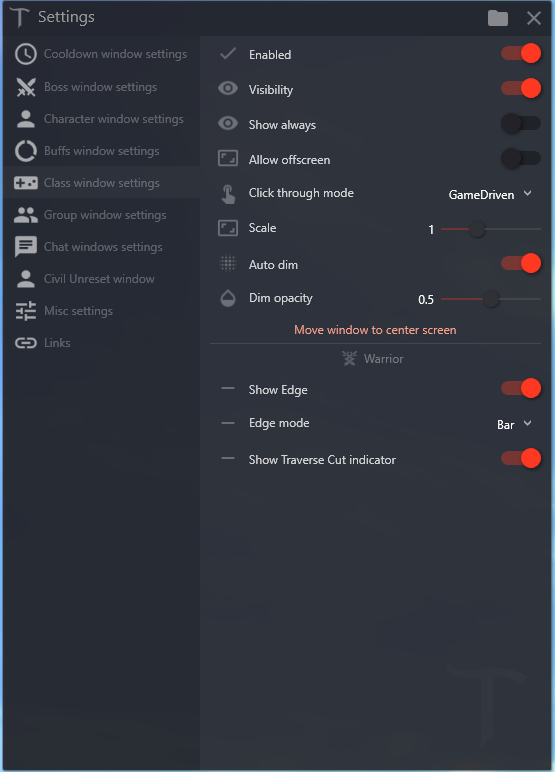 Settings
Cooldown window settings
Boss window settings
Character window settings
Buffs window settings
Class window settings
Group window settings
Chat windows settings
Civil Unreset window
Misc settings
Links
Enabled
Visibility
Show always
Allow offscreen
Click through mode GameDriven
Scale 1
Auto dim
Dim opacity 0.5
Move window to center screen
Warrior
Show Edge
Edge mode Bar
Show Traverse Cut indicator